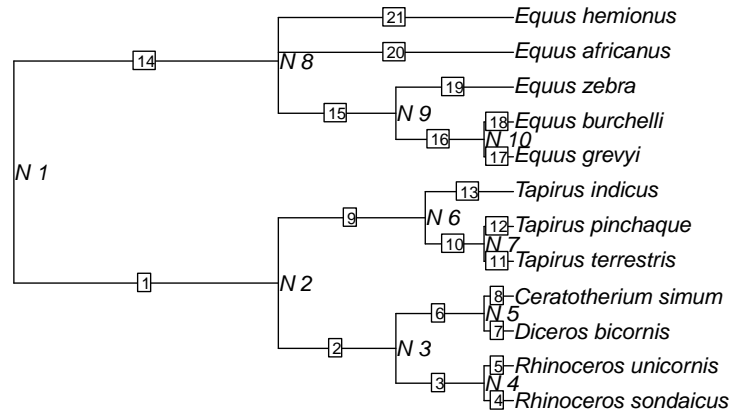 21 Equus hemionus
20 Equus africanus
14 N 8
19 Equus zebra
15 N 9
18 Equus burchelli
16 N 10
17 Equus grevyi
N 1
13 Tapirus indicus
9 N 6
12 Tapirus pinchaque
10 N 7
11 Tapirus terrestris
1 N 2
8 Ceratotherium simum
6 N 5
7 Diceros bicornis
2 N 3
5 Rhinoceros unicornis
3 N 4
4 Rhinoceros sondaicus